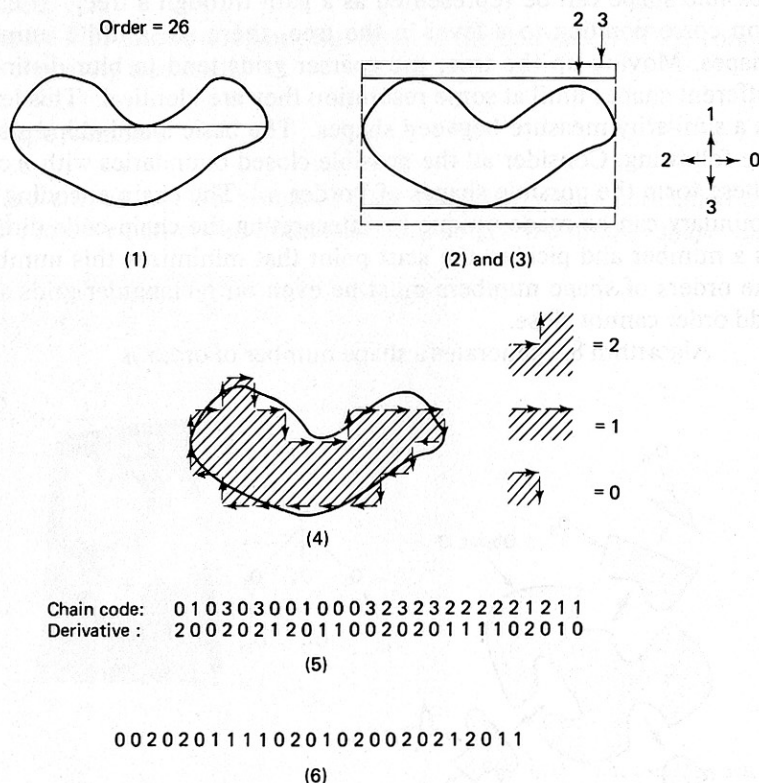 Order = 26
2 3
1
2 0
3
(1)
(2) and (3)
= 2
= 1
= 0
(4)
Chain code: 0 1 0 3 0 3 0 0 1 0 0 0 3 2 3 2 3 2 2 2 2 2 1 2 1 1
Derivative : 2 0 0 2 0 2 1 2 0 1 1 0 0 2 0 2 0 1 1 1 1 0 2 0 1 0
(5)
0 0 2 0 2 0 1 1 1 1 0 2 0 1 0 2 0 0 2 0 2 1 2 0 1 1
(6)